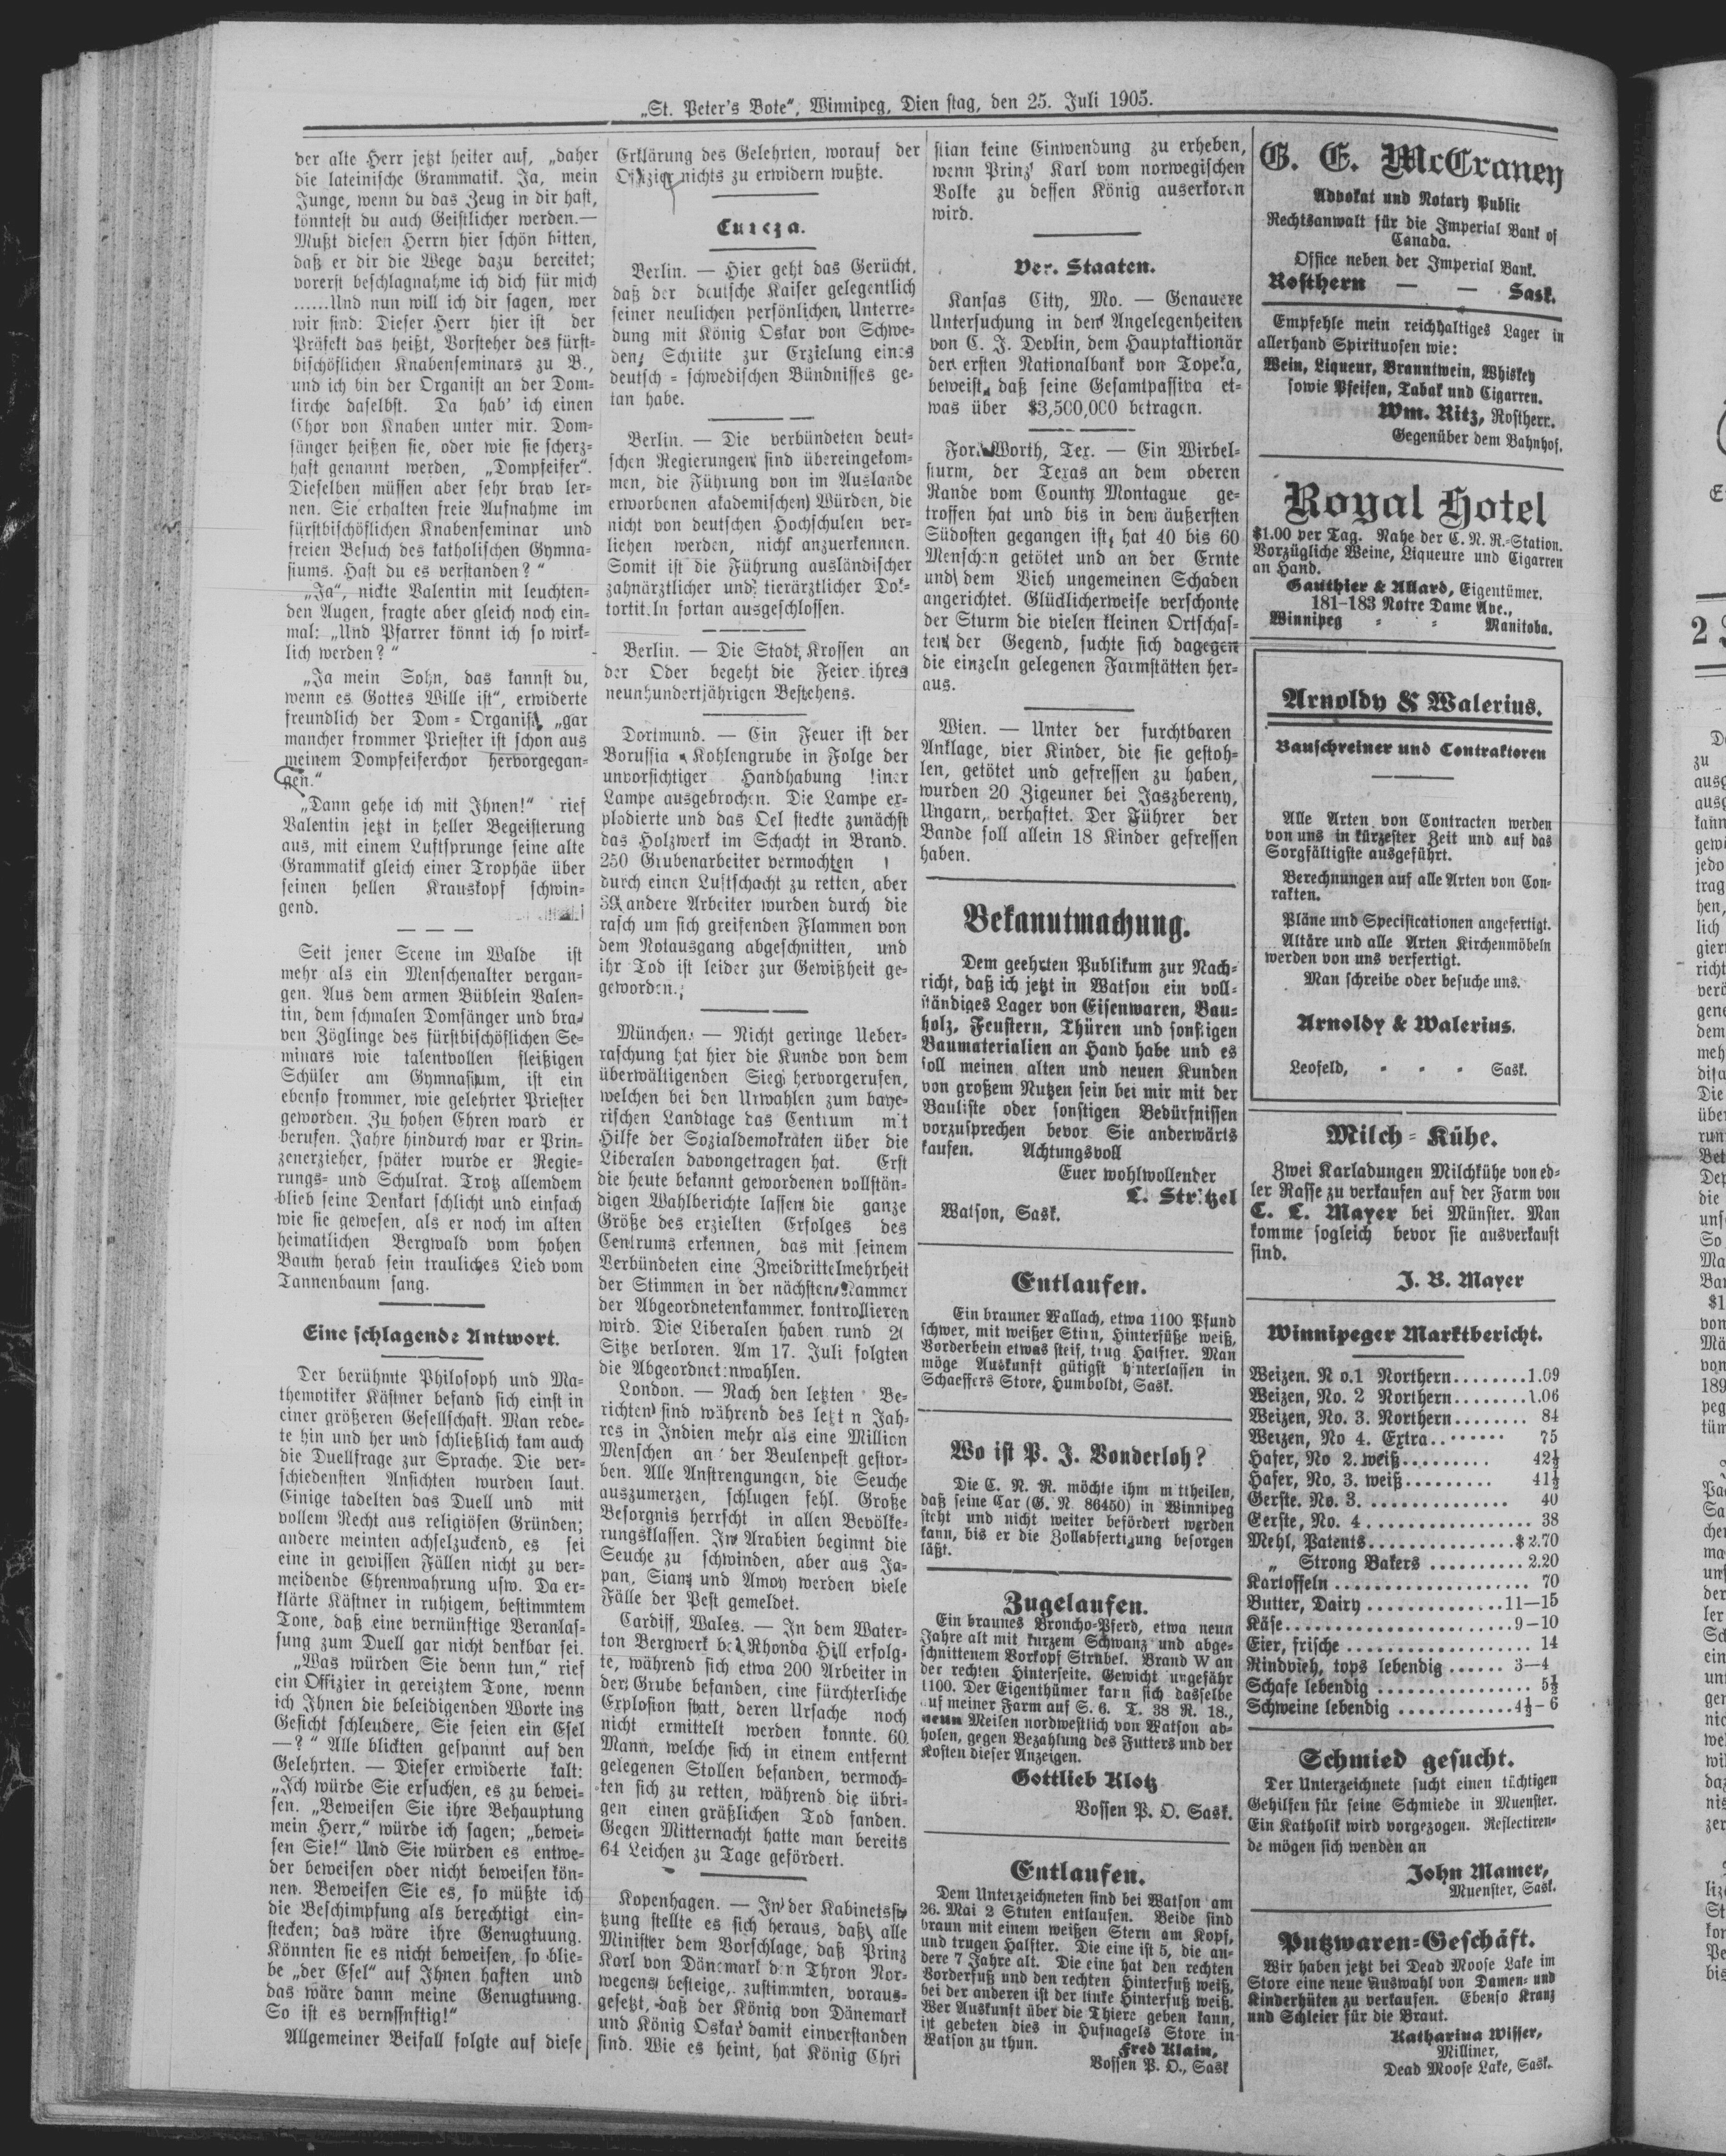 „St. Peter's Bote“, Winnipeg, Dien stag, den 25. Juli 1905.
der alte Herr jetzt heiter auf, „daher
die lateinische Grammatik. Ja, mein
Junge, wenn du das Zeug in dir hast,
könntest du auch Geistlicher werden.—
Mußt diesen Herrn hier schön bitten,
daß er dir die Wege dazu bereitet;
vorerst beschlagnahme ich dich für mich
......Und nun will ich dir sagen, wer
wir sind: Dieser Herr hier ist der
Präfekt das heißt, Vorsteher des fürst-
bischöflichen Knabenseminars zu B.,
und ich bin der Organist an der Dom-
kirche daselbst. Da hab' ich einen
Chor von Knaben unter mir. Dom-
sänger heißen sie, oder wie sie scherz-
haft genannt werden, „Dompfeifer“.
Dieselben müssen aber sehr brav ler-
nen. Sie erhalten freie Aufnahme im
fürstbischöflichen Knabenseminar und
freien Besuch des katholischen Gymna-
siums. Hast du es verstanden?“
„Ja“, nickte Valentin mit leuchten-
den Augen, fragte aber gleich noch ein-
mal: „Und Pfarrer könnt ich so wirk-
lich werden?“
„Ja mein Sohn, das kannst du,
wenn es Gottes Wille ist“, erwiderte
freundlich der Dom - Organist, „gar
mancher frommer Priester ist schon aus
meinem Dompfeiferchor hervorgegan-
gen.“
„Dann gehe ich mit Ihnen!“ rief
Valentin jetzt in heller Begeisterung
aus, mit einem Luftsprunge seine alte
Grammatik gleich einer Trophäe über
seinen hellen Krauskopf schwin-
gend.
— — —
Seit jener Scene im Walde ist
mehr als ein Menschenalter vergan-
gen. Aus dem armen Büblein Valen-
tin, dem schmalen Domsänger und bra-
ven Zöglinge des fürstbischöflichen Se-
minars wie talentvollen fleißigen
Schüler am Gymnasium, ist ein
ebenso frommer, wie gelehrter Priester
geworden. Zu hohen Ehren ward er
berufen. Jahre hindurch war er Prin-
zenerzieher, später wurde er Regie-
rungs- und Schulrat. Trotz alledem
blieb seine Denkart schlicht und einfach
wie sie gewesen, als er noch im alten
heimatlichen Bergwald vom hohen
Baum herab sein trauliches Lied vom
Tannenbaum sang.
Eine schlagende Antwort.
Der berühmte Philosoph und Ma-
themotiker Kästner befand sich einst in
einer größeren Gesellschaft. Man rede-
te hin und her und schließlich kam auch
die Duellfrage zur Sprache. Die ver-
schiedensten Ansichten wurden laut.
Einige tadelten das Duell und mit
vollem Recht aus religiösen Gründen;
andere meinten achselzuckend, es sei
eine in gewissen Fällen nicht zu ver-
meidende Ehrenwahrung usw. Da er-
klärte Kästner in ruhigem, bestimmtem
Tone, daß eine vernünftige Veranlas-
sung zum Duell gar nicht denkbar sei.
„Was würden Sie denn tun,“ rief
ein Offizier in gereiztem Tone, wenn
ich Ihnen die beleidigenden Worte ins
Gesicht schleudere, Sie seien ein Esel
—?“ Alle blickten gespannt auf den
Gelehrten. — Dieser erwiderte kalt:
„Ich würde Sie ersuchen, es zu bewei-
sen. „Beweisen Sie ihre Behauptung
mein Herr,“ würde ich sagen; „bewei-
sen Sie!“ Und Sie würden es entwe-
der beweisen oder nicht beweisen kön-
nen. Beweisen Sie es, so müßte ich
die Beschimpfung als berechtigt ein-
stecken; das wäre ihre Genugtuung.
Könnten sie es nicht beweisen, so blie-
be „der Esel“ auf Ihnen haften und
das wäre dann meine Genugtuung.
So ist es vernssnftig!“
Allgemeiner Beifall folgte auf diese
Erklärung des Gelehrten, worauf der
Offizier nichts zu erwidern wußte.
Europa.
Berlin. — Hier geht das Gerücht,
daß der deutsche Kaiser gelegentlich
seiner neulichen persönlichen Unterre-
dung mit König Oskar von Schwe-
den, Schritte zur Erzielung eines
deutsch - schwedischen Bündnisses ge-
tan habe.
Berlin. — Die verbündeten deut-
schen Regierungen sind übereingekom-
men, die Führung von im Auslande
erworbenen akademischen Würden, die
nicht von deutschen Hochschulen ver-
liehen werden, nicht anzuerkennen.
Somit ist die Führung ausländischer
zahnärztlicher und tierärztlicher Dok-
tortiteln fortan ausgeschlossen.
Berlin. — Die Stadt Krossen an
der Oder begeht die Feier ihres
neunhundertjährigen Bestehens.
Dortmund. — Ein Feuer ist der
Borussia - Kohlengrube in Folge der
unvorsichtiger Handhabung einer
Lampe ausgebrochen. Die Lampe ex-
plodierte und das Oel steckte zunächst
das Holzwerk im Schacht in Brand.
250 Grubenarbeiter vermochten
durch einen Luftschacht zu retten, aber
39 andere Arbeiter wurden durch die
rasch um sich greifenden Flammen von
dem Notausgang abgeschnitten, und
ihr Tod ist leider zur Gewißheit ge-
geworden.
München. — Nicht geringe Ueber-
raschung hat hier die Kunde von dem
überwältigenden Sieg hervorgerufen,
welchen bei den Urwahlen zum baye-
rischen Landtage das Centrum mit
Hilfe der Sozialdemokraten über die
Liberalen davongetragen hat. Erst
die heute bekannt gewordenen vollstän-
digen Wahlberichte lassen die ganze
Größe des erzielten Erfolges des
Centrums erkennen, das mit seinem
Verbündeten eine Zweidrittelmehrheit
der Stimmen in der nächsten Kammer
der Abgeordnetenkammer kontrollieren
wird. Die Liberalen haben rund 20
Sitze verloren. Am 17. Juli folgten
die Abgeordnetenwahlen.
London. — Nach den letzten Be-
richten sind während des letzt n Jah-
res in Indien mehr als eine Million
Menschen an der Beulenpest gestor-
ben. Alle Anstrengungen, die Seuche
auszumerzen, schlugen fehl. Große
Besorgnis herrscht in allen Bevölke-
rungsklassen. In Arabien beginnt die
Seuche zu schwinden, aber aus Ja-
pan, Siam und Amoy werden viele
Fälle der Pest gemeldet.
Cardiff, Wales. — In dem Water-
ton Bergwerk bei Rhonda Hill erfolg-
te, während sich etwa 200 Arbeiter in
der Grube befanden, eine fürchterliche
Explosion statt, deren Ursache noch
nicht ermittelt werden konnte. 60
Mann, welche sich in einem entfernt
gelegenen Stollen befanden, vermoch-
ten sich zu retten, während die übri-
gen einen gräßlichen Tod fanden.
Gegen Mitternacht hatte man bereits
64 Leichen zu Tage gefördert.
Kopenhagen. — In der Kabinetssi-
tzung stellte es sich heraus, daß alle
Minister dem Vorschlage, daß Prinz
Karl von Dänemark den Thron Nor-
wegens besteige, zustimmten, voraus-
gesetzt, daß der König von Dänemark
und König Oskar damit einverstanden
sind. Wie es heint, hat König Chri
stian keine Einwendung zu erheben,
wenn Prinz Karl vom norwegischen
Volke zu dessen König auserkoren
wird.
Ver. Staaten.
Kansas City, Mo. — Genauere
Untersuchung in den Angelegenheiten
von C. J. Devlin, dem Hauptaktionär
der ersten Nationalbank von Topeka,
beweist, daß seine Gesamtpassiva et-
was über $3,500,000 betragen.
Fort Worth, Tex. — Ein Wirbel-
sturm, der Texas an dem oberen
Rande vom County Montague ge-
troffen hat und bis in den äußersten
Südosten gegangen ist, hat 40 bis 60
Menschen getötet und an der Ernte
und dem Vieh ungemeinen Schaden
angerichtet. Glücklicherweise verschonte
der Sturm die vielen kleinen Ortschaf-
ten der Gegend, suchte sich dagegen
die einzeln gelegenen Farmstätten her-
aus.
Wien. — Unter der furchtbaren
Anklage, vier Kinder, die sie gestoh-
len, getötet und gefressen zu haben,
wurden 20 Zigeuner bei Jaszbereny,
Ungarn, verhaftet. Der Führer der
Bande soll allein 18 Kinder gefressen
haben.
Bekanutmachung.
Dem geehrten Publikum zur Nach-
richt, daß ich jetzt in Watson ein voll-
ständiges Lager von Eisenwaren, Bau-
holz, Feustern, Thüren und sonstigen
Baumaterialien an Hand habe und es
soll meinen alten und neuen Kunden
von großem Nutzen sein bei mir mit der
Bauliste oder sonstigen Bedürfnissen
vorzusprechen bevor Sie anderwärts
kaufen. Achtungsvoll
Euer wohlwollender
Watson, Sask.
Entlaufen.
Ein brauner Wallach, etwa 1100 Pfund
schwer, mit weißer Stirn, Hinterfüße weiß,
Vorderbein etwas steif, trug Halfter. Man
möge Auskunft gütigst hinterlassen in
Schaeffers Store, Humboldt, Sask.
Wo ist P. J. Vonderloh?
Die C. N. R. möchte ihm mittheilen,
daß seine Car (G. N. 86450) in Winnipeg
steht und nicht weiter befördert werden
kann, bis er die Zollabfertigung besorgen
läßt.
Zugelaufen.
Ein braunes Broncho-Pferd, etwa neun
Jahre alt mit kurzem Schwanz und abge-
schnittenem Vorkopf Strubel. Brand W an
der rechten Hinterseite. Gewicht ungefähr
1100. Der Eigenthümer kann sich dasselbe
auf meiner Farm auf S. 6. T. 38 R. 18.,
neun Meilen nordwestlich von Watson ab-
holen, gegen Bezahlung des Futters und der
Kosten dieser Anzeigen.
Gottlieb Klotz
Vossen P. O. Sask.
Entlaufen.
Dem Unterzeichneten sind bei Watson am
26. Mai 2 Stuten entlaufen. Beide sind
braun mit einem weißen Stern am Kopf,
und trugen Halfter. Die eine ist 5, die an-
dere 7 Jahre alt. Die eine hat den rechten
Vorderfuß und den rechten Hinterfuß weiß,
bei der anderen ist der linke Hinterfuß weiß.
Wer Auskunft über die Thiere geben kann,
ist gebeten dies in Hufnagels Store in
Watson zu thun.
Fred Klain,
Vossen P. O., Sask
G. E. McCraney
Advokat und Notary Public
Rechtsanwalt für die Imperial Bank of
Canada.
Office neben der Imperial Bank.
Rosthern — — Sask.
Empfehle mein reichhaltiges Lager in
allerhand Spirituosen wie:
Wein, Liqueur, Branntwein, Whiskey
sowie Pfeifen, Tabak und Cigarren.
Wm. Ritz, Rosthern.
Gegenüber dem Bahnhof.
Royal Hotel
$1.00 per Tag. Nahe der C. N. R.-Station.
Vorzügliche Weine, Liqueure und Cigarren
an Hand.
Gauthier & Allard, Eigentümer.
181-183 Notre Dame Ave.,
Winnipeg - - Manitoba.
Arnoldy & Walerius.
Bauschreiner und Contraktoren
Alle Arten von Contracten werden
von uns in kürzester Zeit und auf das
Sorgfältigste ausgeführt.
Berechnungen auf alle Arten von Con-
rakten.
Pläne und Specificationen angefertigt.
Altäre und alle Arten Kirchenmöbeln
werden von uns verfertigt.
Man schreibe oder besuche uns.
Arnoldy & Walerius.
Leofeld, - - - Sask.
Milch - Kühe.
Zwei Karladungen Milchkühe von ed-
ler Rasse zu verkaufen auf der Farm von
C. C. Mayer bei Münster. Man
komme sogleich bevor sie ausverkauft
sind.
J. B. Mayer
Winnipeger Marktbericht.
Weizen. N o.1 Northern........1.09
Weizen, No. 2 Northern........1.06
Weizen, No. 3. Northern........ 84
Weizen, No 4. Extra........ 75
Hafer, No 2. weiß......... 42½
Hafer, No. 3. weiß......... 41½
Gerste. No. 3............... 40
Eerste, No. 4 .................. 38
Mehl, Patents...............$ 2.70
„ Strong Bakers .......... 2.20
Kartoffeln .................... 70
Butter, Dairy ..............11—15
Käse........................9—10
Eier, frische ................... 14
Rindvieh, tops lebendig ...... 3—4
Schafe lebendig ................ 5½
Schweine lebendig ............4½—6
Schmied gesucht.
Der Unterzeichnete sucht einen tüchtigen
Gehilfen für seine Schmiede in Muenster.
Ein Katholik wird vorgezogen. Reflectiren-
de mögen sich wenden an
John Mamer,
Muenster, Sask.
Putzwaren-Geschäft.
Wir haben jetzt bei Dead Moose Lake im
Store eine neue Auswahl von Damen- und
Kinderhüten zu verkaufen. Ebenso Kranz
und Schleier für die Braut.
Katharina Wisser,
Milliner,
Dead Moose Lake, Sask.